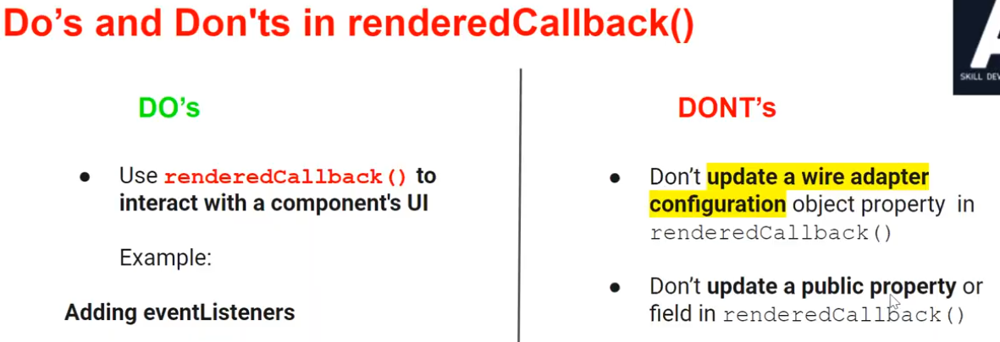 Do’s and Don'ts in renderedCallback()
SKILL
DO’s
● Use renderedCallback() to
interact with a component's UI
Example:
Adding eventListeners
DONT’s
● Don’t update a wire adapter
configuration object property in
renderedCallback()
● Don’t update a public property or
field in renderedCallback()